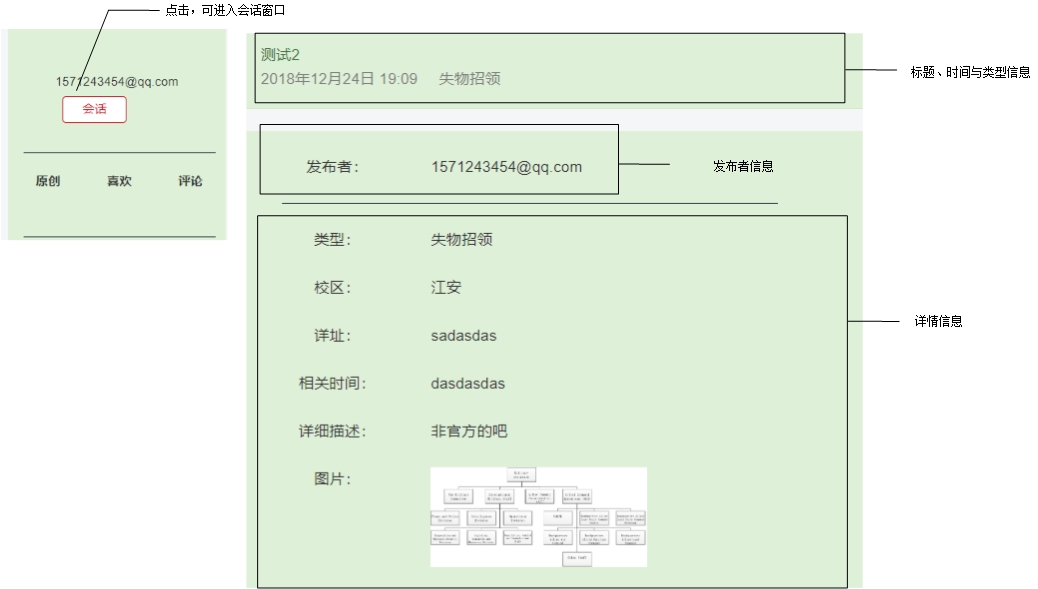 点击，可进入会话窗口
1571243454@qq.com
会话
原创 喜欢 评论
测试2
2018年12月24日 19:09 失物招领
标题、时间与类型信息
发布者： 1571243454@qq.com
发布者信息
类型： 失物招领
校区： 江安
详址： sadasdas
相关时间： dasdasdas
详细描述： 非官方的吧
图片：
详情信息